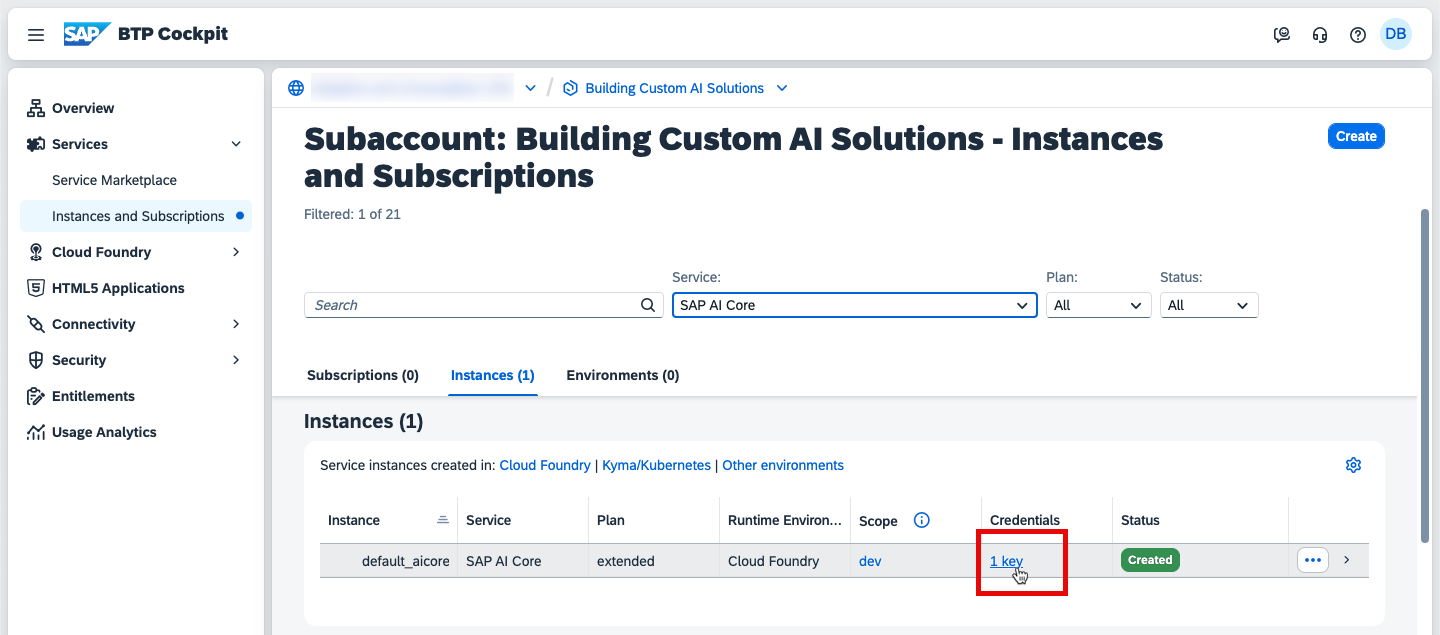 SAP BTP Cockpit
DB
Overview
Services
Service Marketplace
Instances and Subscriptions
Cloud Foundry
HTML5 Applications
Connectivity
Security
Entitlements
Usage Analytics
Building Custom AI Solutions
Subaccount: Building Custom AI Solutions - Instances
and Subscriptions
Create
Filtered: 1 of 21
Service:
Plan:
Status:
Search
SAP AI Core
All
All
Subscriptions (0)
Instances (1)
Environments (0)
Instances (1)
Service instances created in: Cloud Foundry | Kyma/Kubernetes | Other environments
Instance
Service
Plan
Runtime Environ...
Scope
Credentials
Status
default_aicore
SAP AI Core
extended
Cloud Foundry
dev
1 key
Created